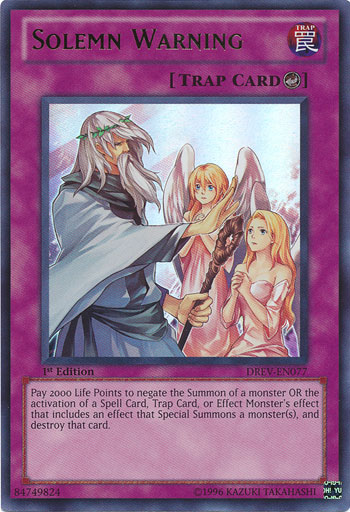 SOLEMN WARNING
TRAP
罠
[TRAP CARD]
1st Edition
DREV-EN077
Pay 2000 Life Points to negate the Summon of a monster OR the
activation of a Spell Card, Trap Card, or Effect Monster's effect
that includes an effect that Special Summons a monster(s), and
destroy that card.
84749824
©1996 KAZUKI TAKAHASHI